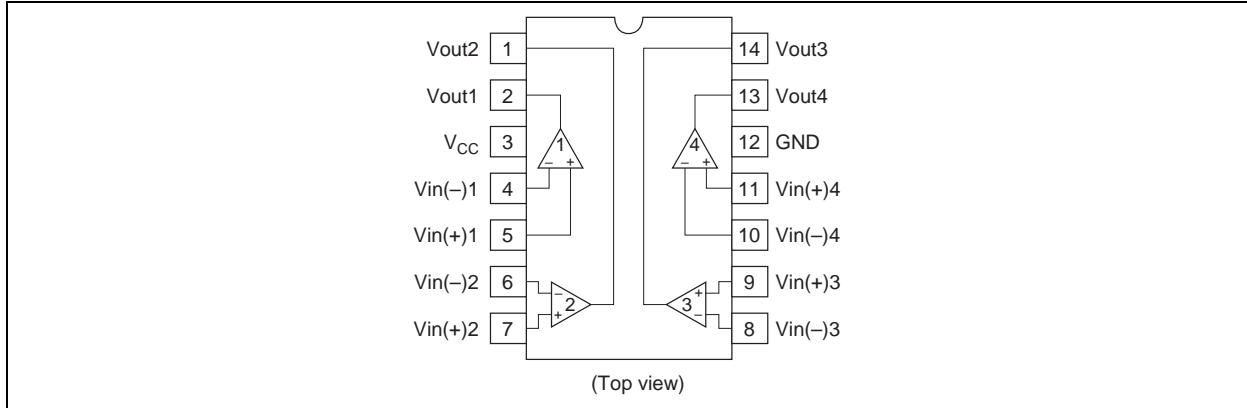 Vout2 1 14 Vout3
Vout1 2 13 Vout4
VCC 3 1 4 12 GND
– + – +
Vin(–)1 4 11 Vin(+)4
Vin(+)1 5 10 Vin(–)4
Vin(–)2 6 – + 9 Vin(+)3
2 3
Vin(+)2 7 + – 8 Vin(–)3
(Top view)